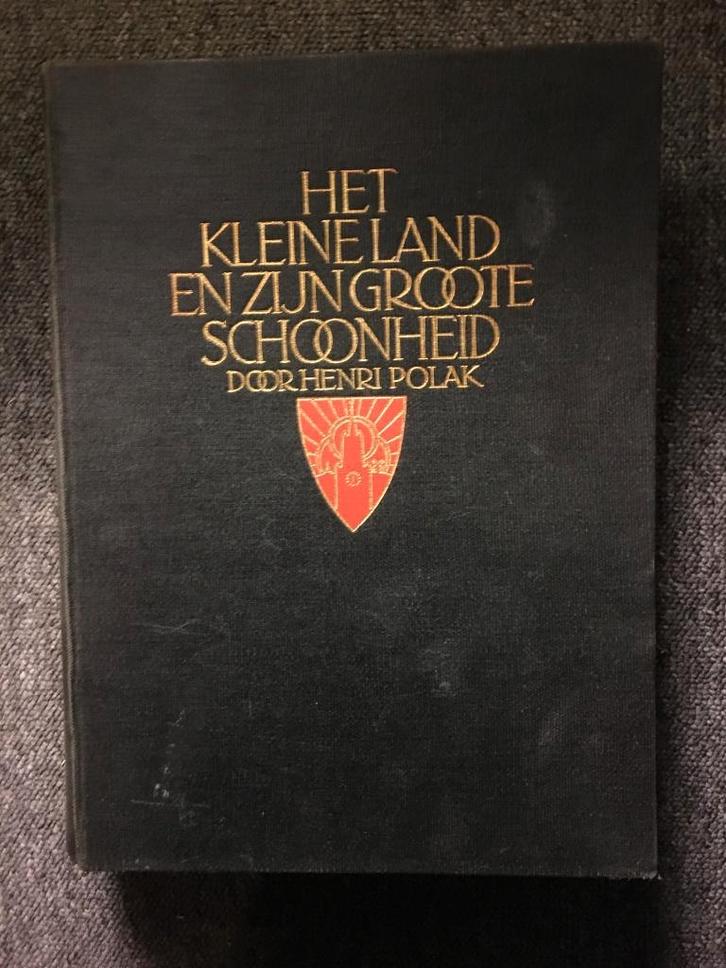 HET
KLEINE LAND
EN ZIJN GROOTE
SCHOONHEID
DOOR HENRI POLAK